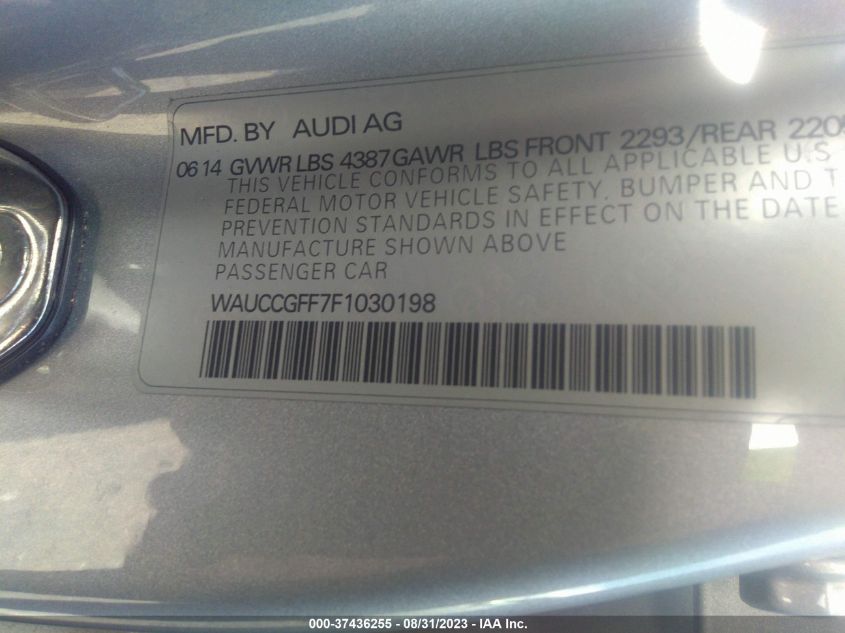 MFD. BY AUDI AG
06 14 GVWR LBS 4387 GAWR LBS FRONT 2293/REAR 2209
THIS VEHICLE CONFORMS TO ALL APPLICABLE U.S
FEDERAL MOTOR VEHICLE SAFETY, BUMPER AND T
PREVENTION STANDARDS IN EFFECT ON THE DATE
MANUFACTURE SHOWN ABOVE
PASSENGER CAR
WAUCCGFF7F1030198
000-37436255 - 08/31/2023 - IAA Inc.